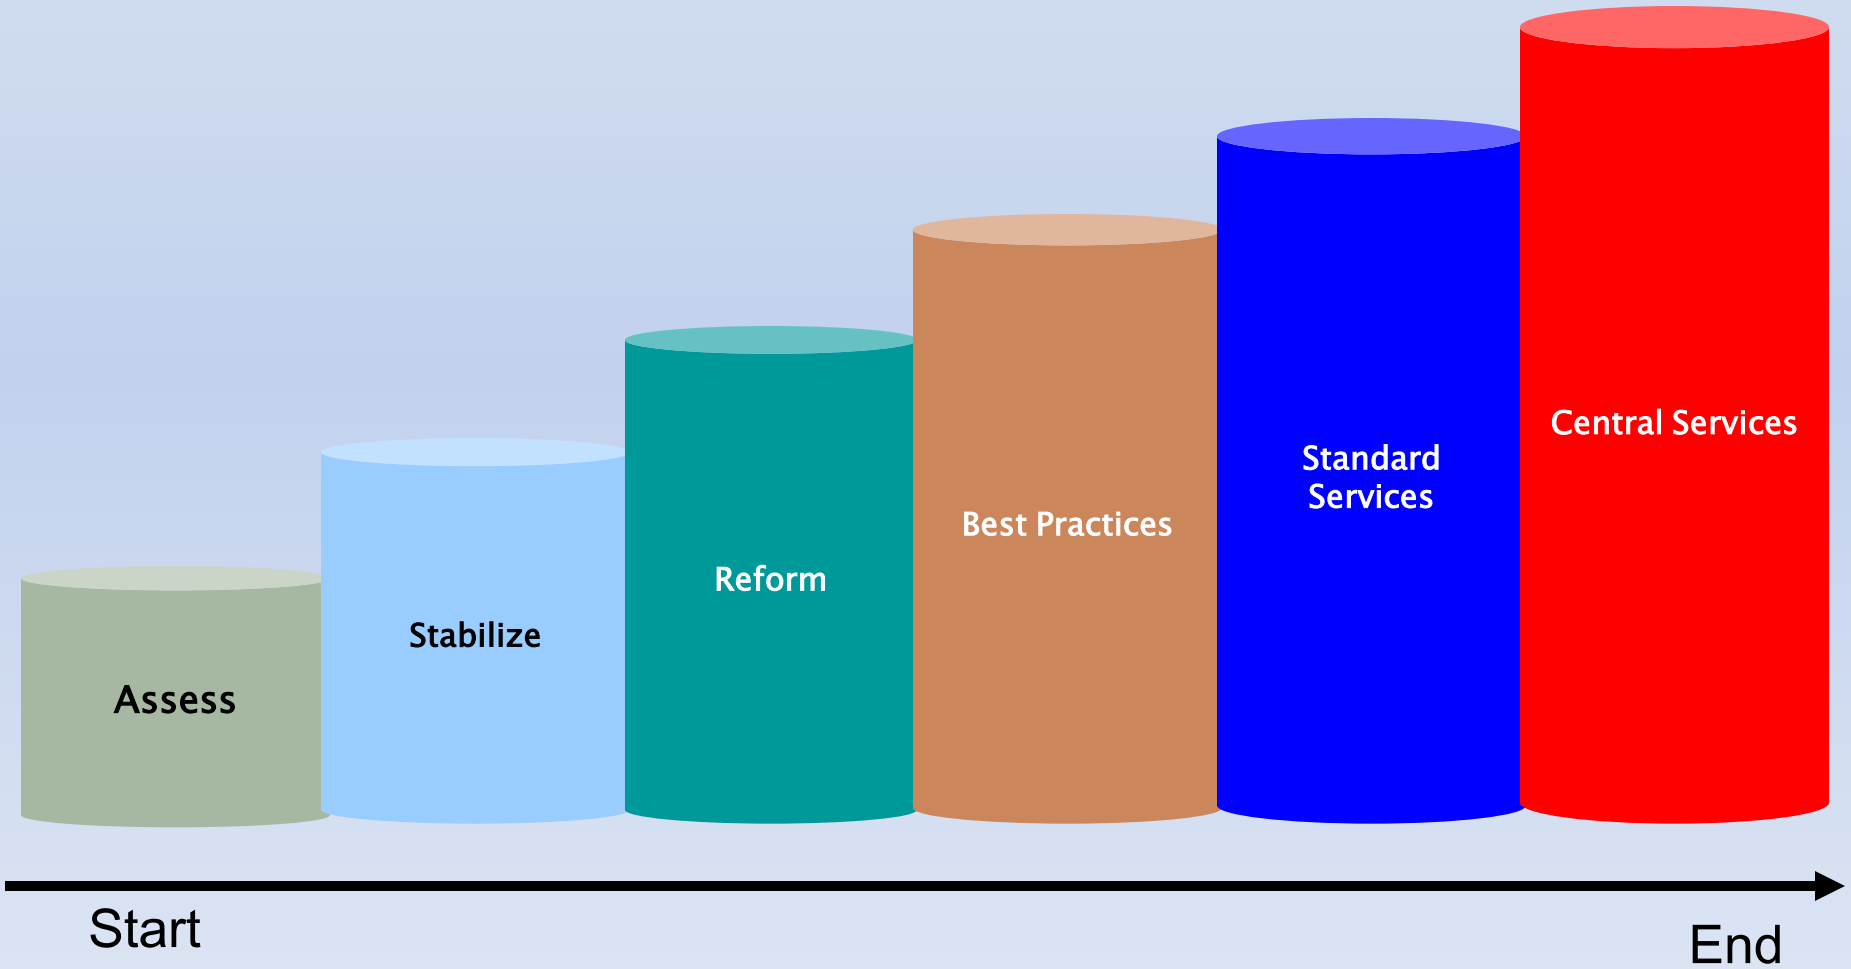 Assess
Stabilize
Reform
Best Practices
Standard
Services
Central Services
Start
End